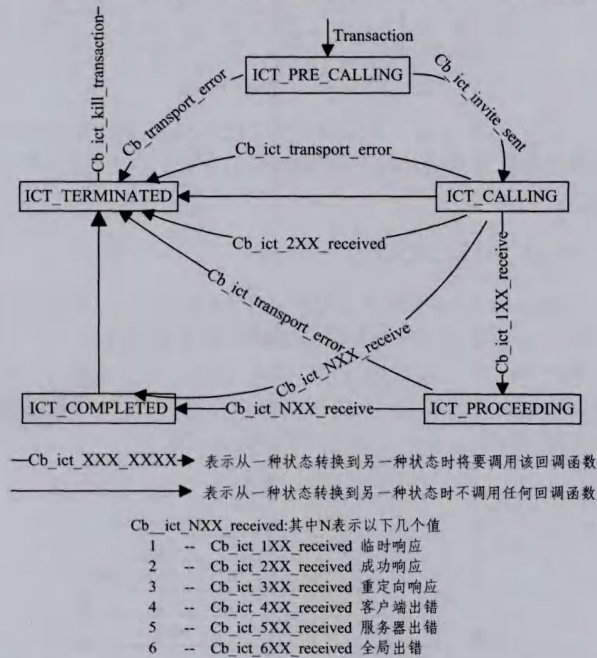 Transaction
ICT_PRE_CALLING
Cb_ict_kill_transaction
Cb_transport_error
Cb_ict_invite_sent
Cb_ict_transport_error
ICT_TERMINATED
ICT_CALLING
Cb_ict_2XX_received
Cb_ict_transport_error
Cb_ict_1XX_receive
Cb_ict_NXX_receive
ICT_COMPLETED
Cb_ict_NXX_receive
ICT_PROCEEDING
Cb_ict_XXX_XXXX 表示从一种状态转换到另一种状态时将要调用该回调函数
表示从一种状态转换到另一种状态时不调用任何回调函数
Cb__ict_NXX_received:其中N表示以下几个值
1 -- Cb_ict_1XX_received 临时响应
2 -- Cb_ict_2XX_received 成功响应
3 -- Cb_ict_3XX_received 重定向响应
4 -- Cb_ict_4XX_received 客户端出错
5 -- Cb_ict_5XX_received 服务器出错
6 -- Cb_ict_6XX_received 全局出错